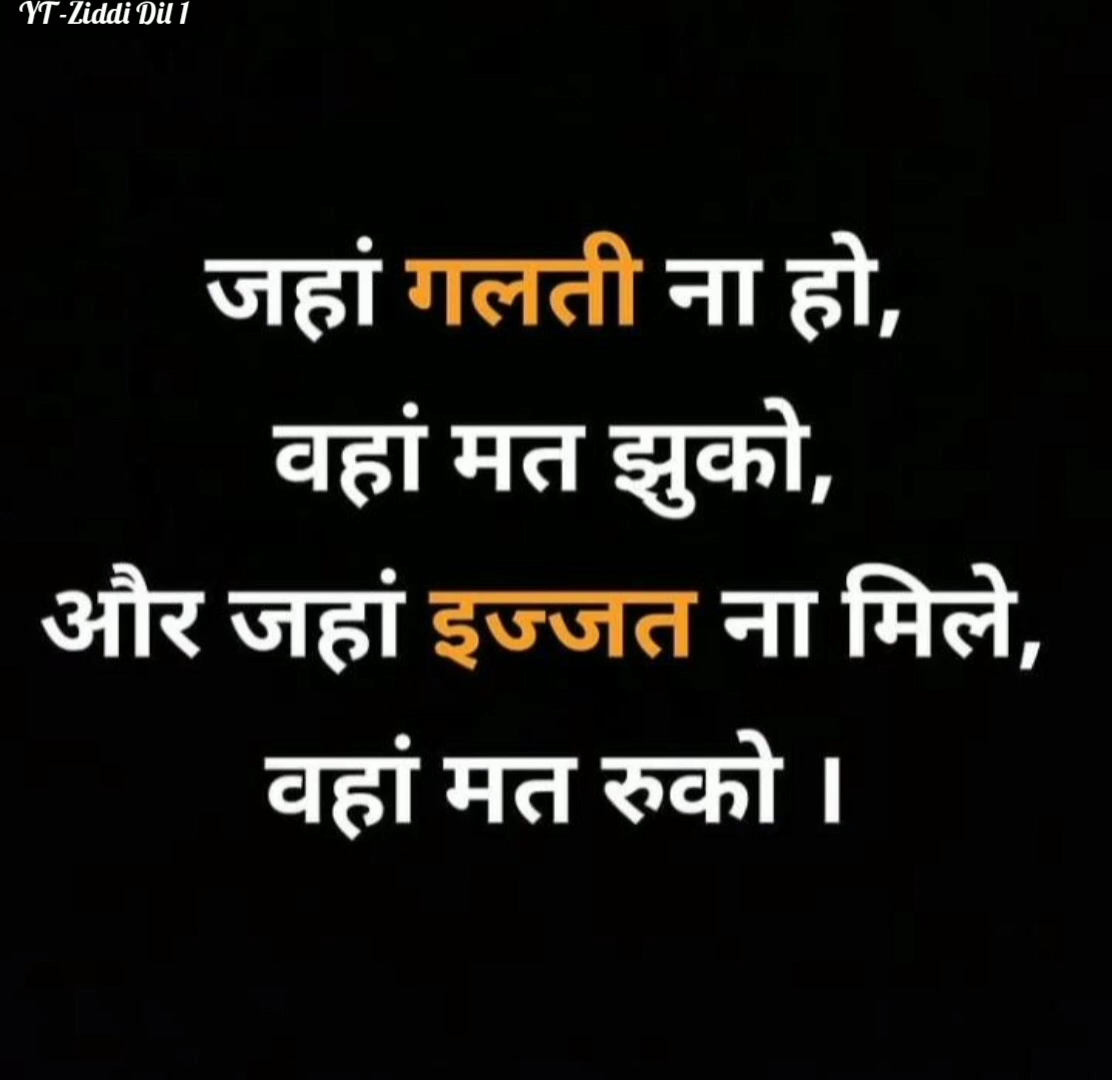 YT-Ziddi Dil 1
जहां गलती ना हो,
वहां मत झुको,
और जहां इज्जत ना मिले,
वहां मत रुको ।